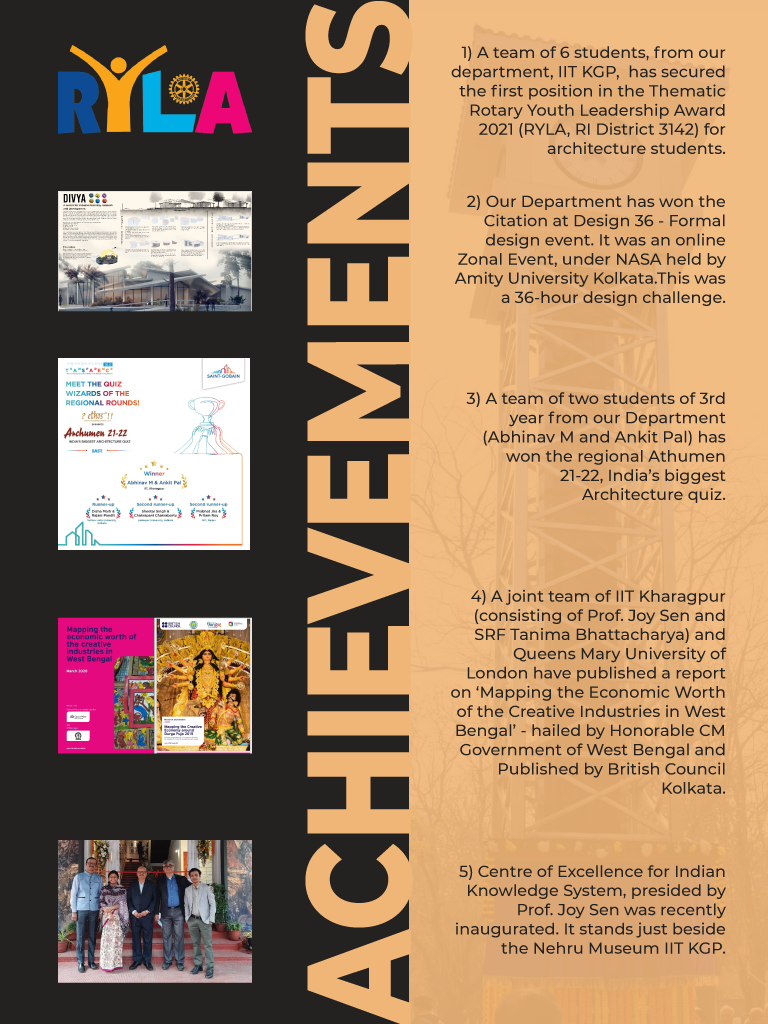 RYLA
DIVYA
MEET THE QUIZ
WIZARDS OF THE
REGIONAL ROUNDS!
SAINT-GOBAIN
presents
Archumen 21-22
INDIA'S BIGGEST ARCHITECTURE QUIZ
EAST
Winner
Abhinav M & Ankit Pal
IIT, Kharagpur
Runner-up
Second runner-up
Second runner-up
Mapping the
economic worth of
the creative
industries in
West Bengal
March 2020
Mapping the Creative
Economy around
Durga Puja 2019
ACHIEVEMENTS
1) A team of 6 students, from our
department, IIT KGP, has secured
the first position in the Thematic
Rotary Youth Leadership Award
2021 (RYLA, RI District 3142) for
architecture students.
2) Our Department has won the
Citation at Design 36 - Formal
design event. It was an online
Zonal Event, under NASA held by
Amity University Kolkata.This was
a 36-hour design challenge.
3) A team of two students of 3rd
year from our Department
(Abhinav M and Ankit Pal) has
won the regional Athumen
21-22, India's biggest
Architecture quiz.
4) A joint team of IIT Kharagpur
(consisting of Prof. Joy Sen and
SRF Tanima Bhattacharya) and
Queens Mary University of
London have published a report
on ‘Mapping the Economic Worth
of the Creative Industries in West
Bengal’ - hailed by Honorable CM
Government of West Bengal and
Published by British Council
Kolkata.
5) Centre of Excellence for Indian
Knowledge System, presided by
Prof. Joy Sen was recently
inaugurated. It stands just beside
the Nehru Museum IIT KGP.